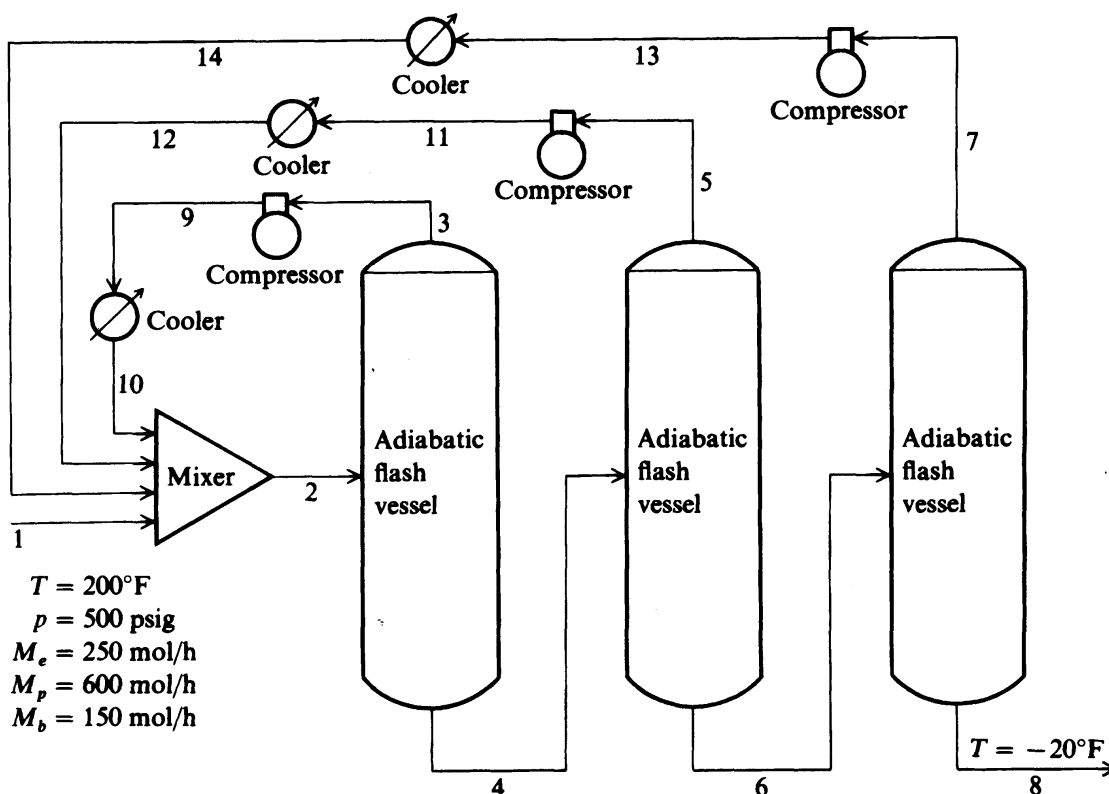 14
Cooler
13
Compressor
7
12
Cooler
11
Compressor
5
9
Compressor
3
Cooler
10
Mixer
2
1
Adiabatic
flash
vessel
Adiabatic
flash
vessel
Adiabatic
flash
vessel
T = 200°F
p = 500 psig
Me = 250 mol/h
Mp = 600 mol/h
Mb = 150 mol/h
4
6
T = −20°F
8